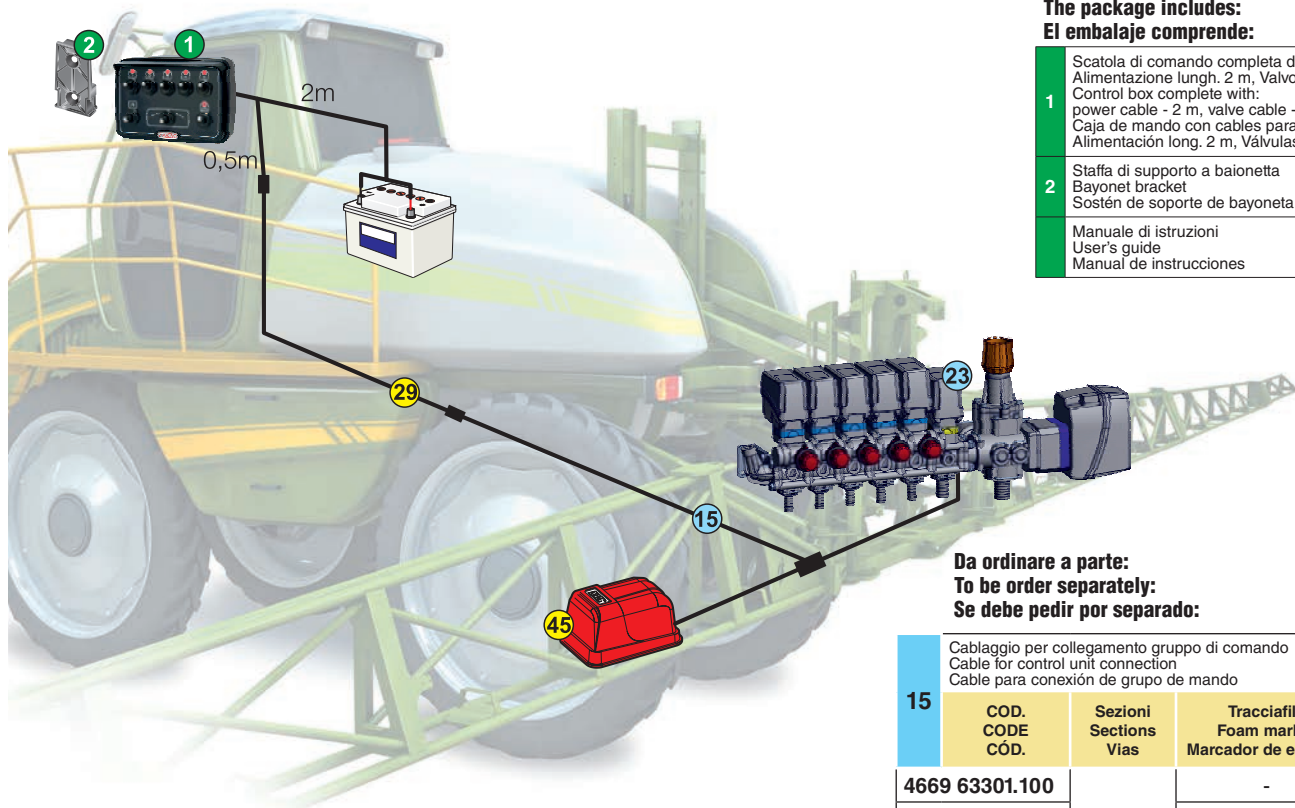 The package includes:
El embalaje comprende:
1
Scatola di comando completa
Alimentazione lungh. 2 m,
Control box complete with:
power cable - 2 m, valve cable -
Caja de mando con cables para
Alimentación long. 2 m,
2
Staffa di supporto a baionetta
Bayonet bracket
Sostén de soporte de bayoneta
Manuale di istruzioni
User's guide
Manual de instrucciones
2
1
2m
0,5m
29
23
15
45
Da ordinare a parte:
To be order separately:
Se debe pedir por separado:
15
Cablaggio per collegamento gruppo di comando
Cable for control unit connection
Cable para conexión de grupo de mando
COD.
CODE
CÓD.
Sezioni
Sections
Vias
Foam
Marcador de
4669 63301.100
-